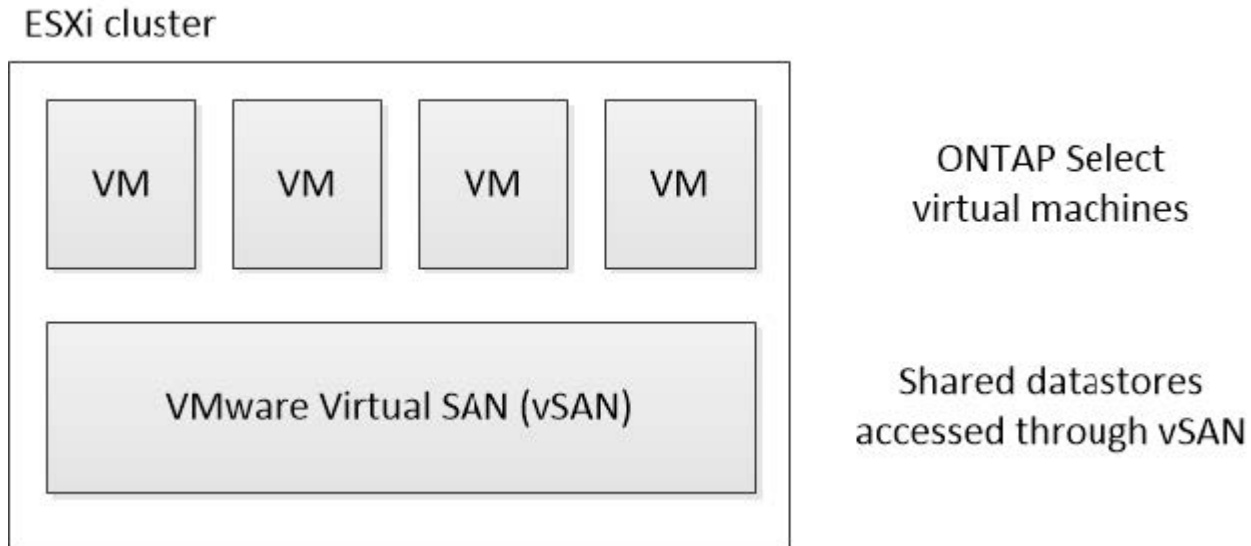 ESXi cluster
VM VM VM VM
ONTAP Select
virtual machines
VMware Virtual SAN (vSAN)
Shared datastores
accessed through vSAN